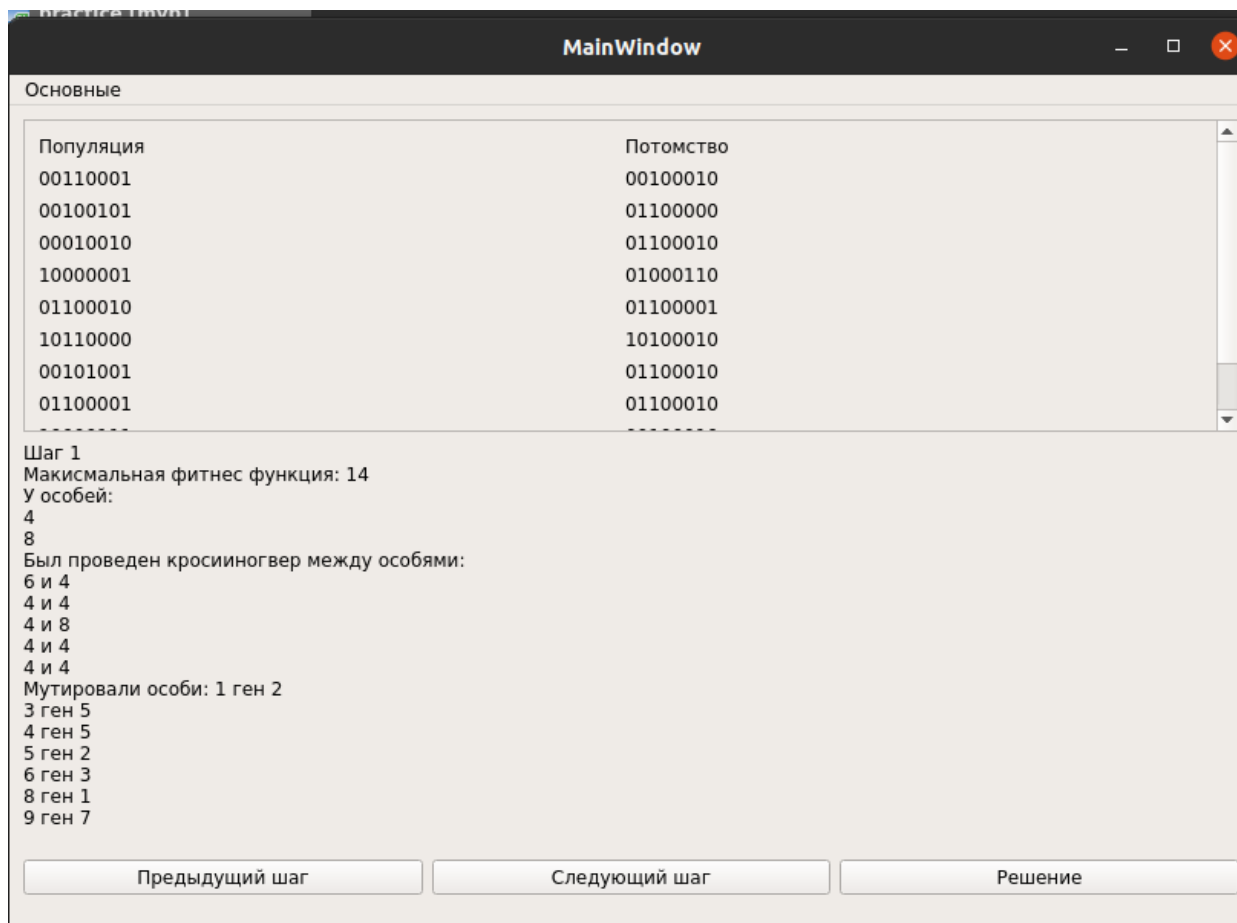 practice [mvp]
MainWindow
Основные
Популяция Потомство
00110001 00100010
00100101 01100000
00010010 01100010
10000001 01000110
01100010 01100001
10110000 10100010
00101001 01100010
01100001 01100010
Шаг 1
Макисмальная фитнес функция: 14
У особей:
4
8
Был проведен кросииногвер между особями:
6 и 4
4 и 4
4 и 8
4 и 4
4 и 4
Мутировали особи: 1 ген 2
3 ген 5
4 ген 5
5 ген 2
6 ген 3
8 ген 1
9 ген 7
Предыдущий шаг Следующий шаг Решение